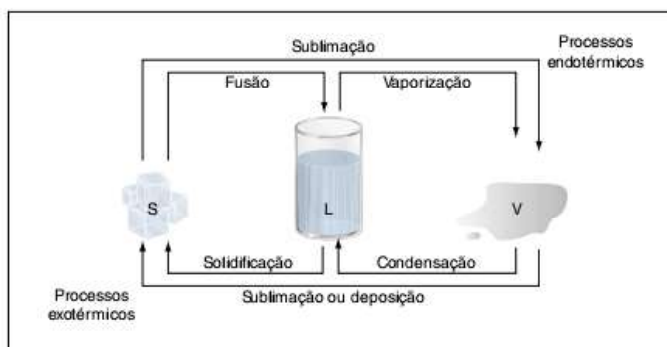 Sublimação
Processos
endotérmicos
Fusão
Vaporização
S
L
V
Solidificação
Condensação
Processos
exotérmicos
Sublimação ou deposição